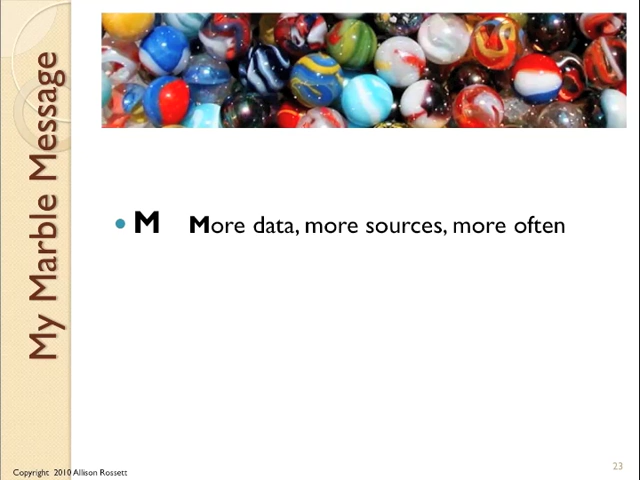 My Marble Message
• M More data, more sources, more often
Copyright 2010 Allison Rossett
23